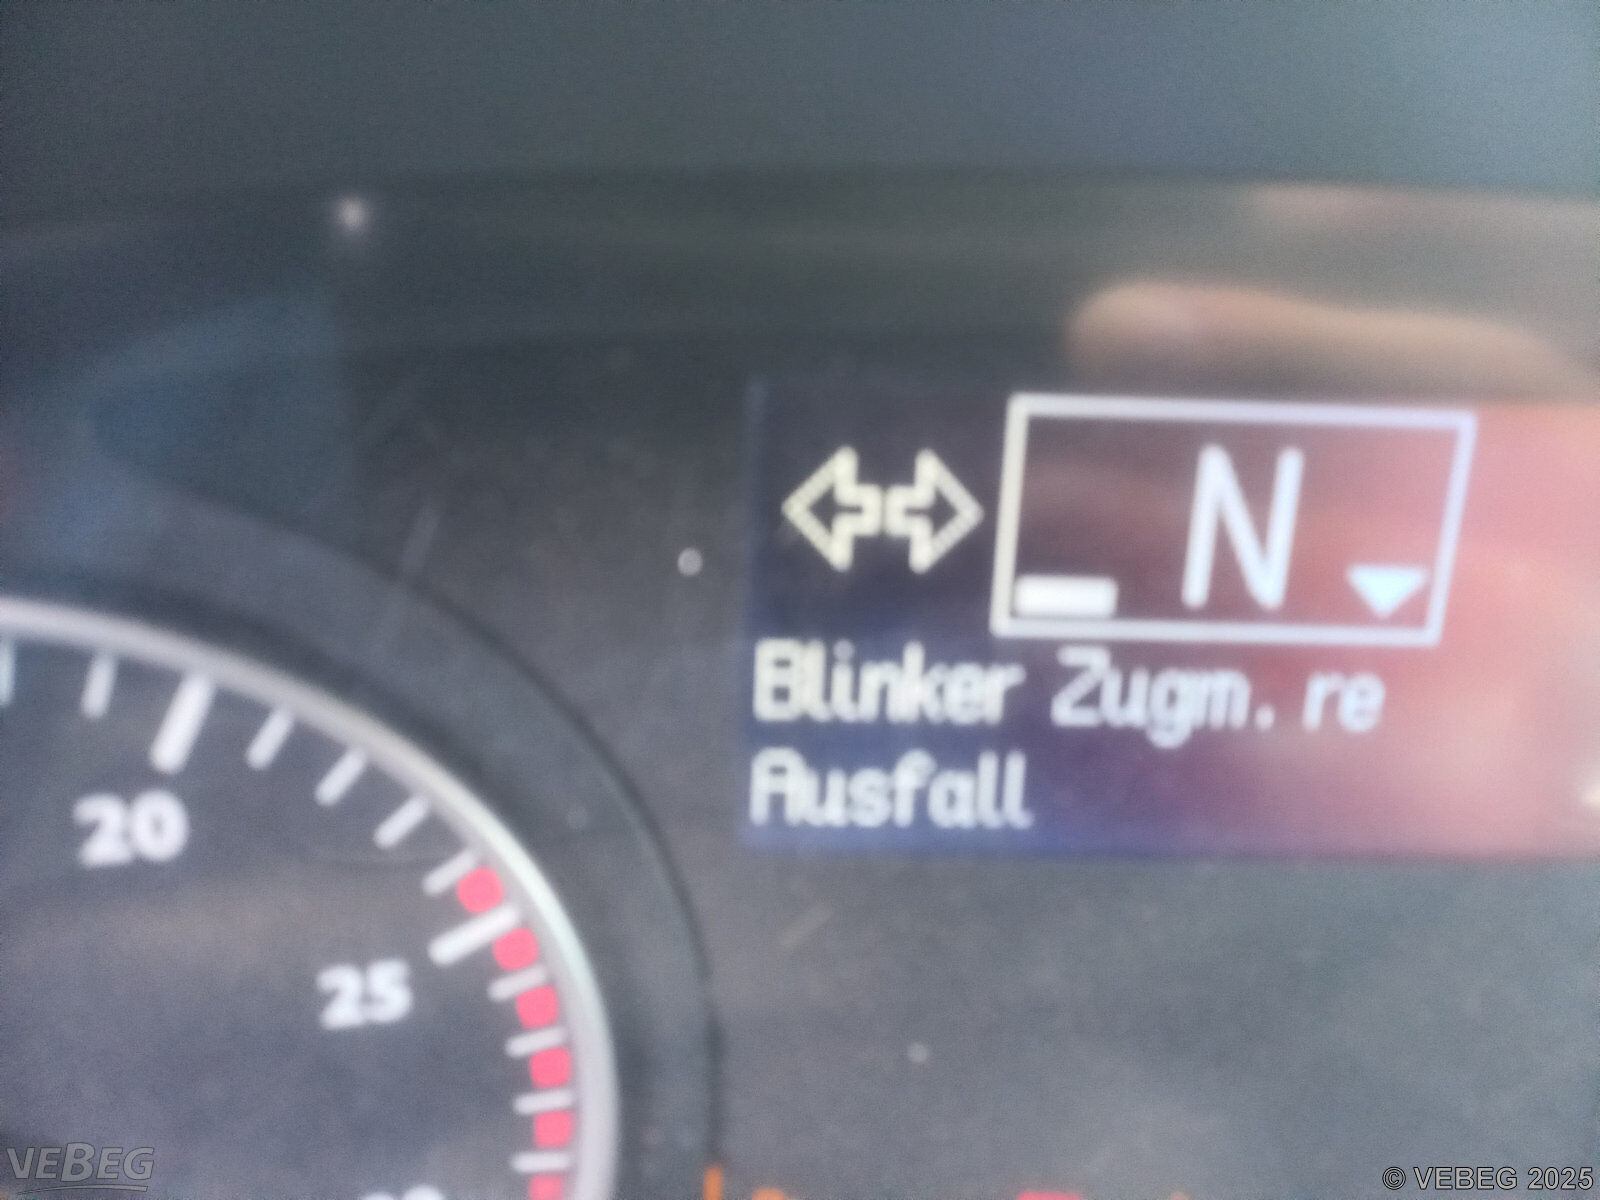 N
Blinker Zugm. re
Ausfall
20
25
VEBEG
© VEBEG 2025